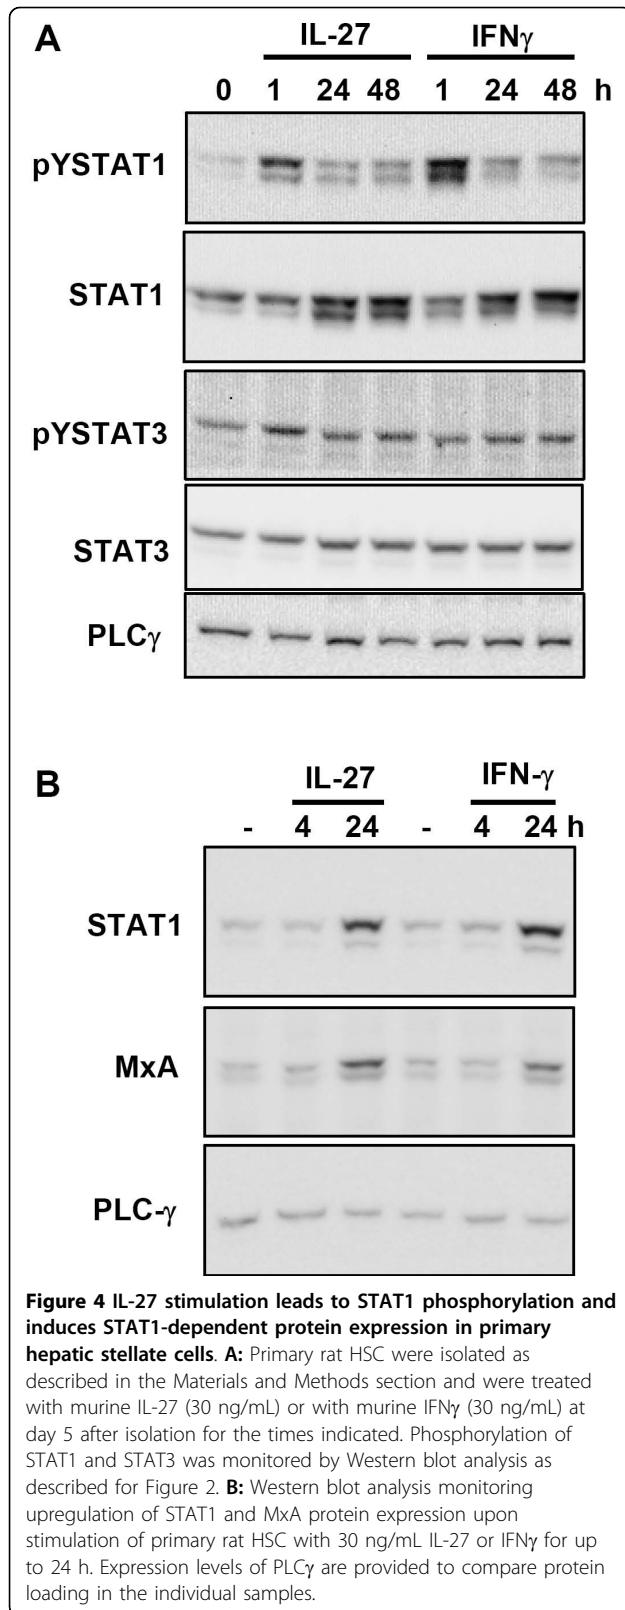 A
IL-27 IFNγ
0 1 24 48 1 24 48 h
pYSTAT1
STAT1
pYSTAT3
STAT3
PLCγ
B
IL-27 IFN-γ
- 4 24 - 4 24 h
STAT1
MxA
PLC-γ
Figure 4 IL-27 stimulation leads to STAT1 phosphorylation and
induces STAT1-dependent protein expression in primary
hepatic stellate cells. A: Primary rat HSC were isolated as
described in the Materials and Methods section and were treated
with murine IL-27 (30 ng/mL) or with murine IFNγ (30 ng/mL) at
day 5 after isolation for the times indicated. Phosphorylation of
STAT1 and STAT3 was monitored by Western blot analysis as
described for Figure 2. B: Western blot analysis monitoring
upregulation of STAT1 and MxA protein expression upon
stimulation of primary rat HSC with 30 ng/mL IL-27 or IFNγ for up
to 24 h. Expression levels of PLCγ are provided to compare protein
loading in the individual samples.